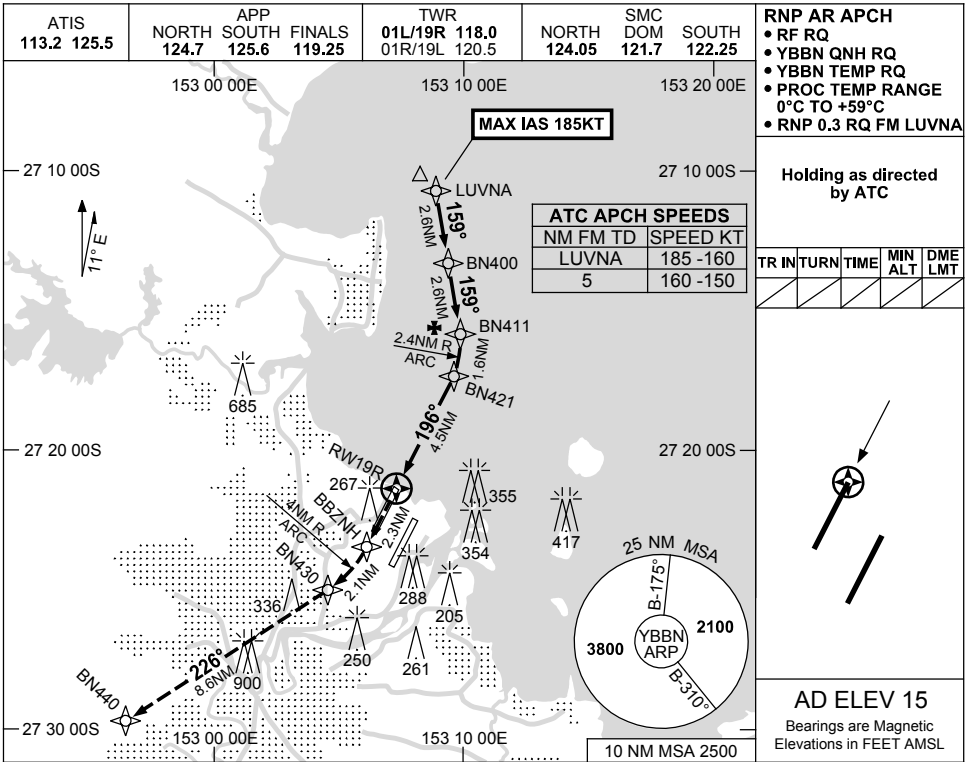 ATIS
113.2 125.5
APP
NORTH SOUTH FINALS
124.7 125.6 119.25
TWR
01L/19R 118.0
01R/19L 120.5
SMC
NORTH DOM SOUTH
124.05 121.7 122.25
RNP AR APCH
• RF RQ
• YBBN QNH RQ
• YBBN TEMP RQ
• PROC TEMP RANGE
0°C TO +59°C
• RNP 0.3 RQ FM LUVNA
Holding as directed
by ATC
TR IN TURN TIME MIN ALT DME LMT
153 00 00E
153 10 00E
153 20 00E
MAX IAS 185KT
27 10 00S
27 10 00S
LUVNA
11° E
159°
2.6NM
ATC APCH SPEEDS
NM FM TD SPEED KT
LUVNA 185 -160
5 160 -150
BN400
159°
2.6NM
BN411
2.4NM R
ARC
1.6NM
BN421
685
196°
4.5NM
27 20 00S
27 20 00S
RW19R
267
355
BBZNH
354
417
4NM R
ARC
2.3NM
BN430
2.1NM
288
205
336
250
261
25 NM MSA
B-175°
3800
YBBN
ARP
2100
B-310°
226°
8.6NM
900
BN440
27 30 00S
153 00 00E
153 10 00E
10 NM MSA 2500
AD ELEV 15
Bearings are Magnetic
Elevations in FEET AMSL